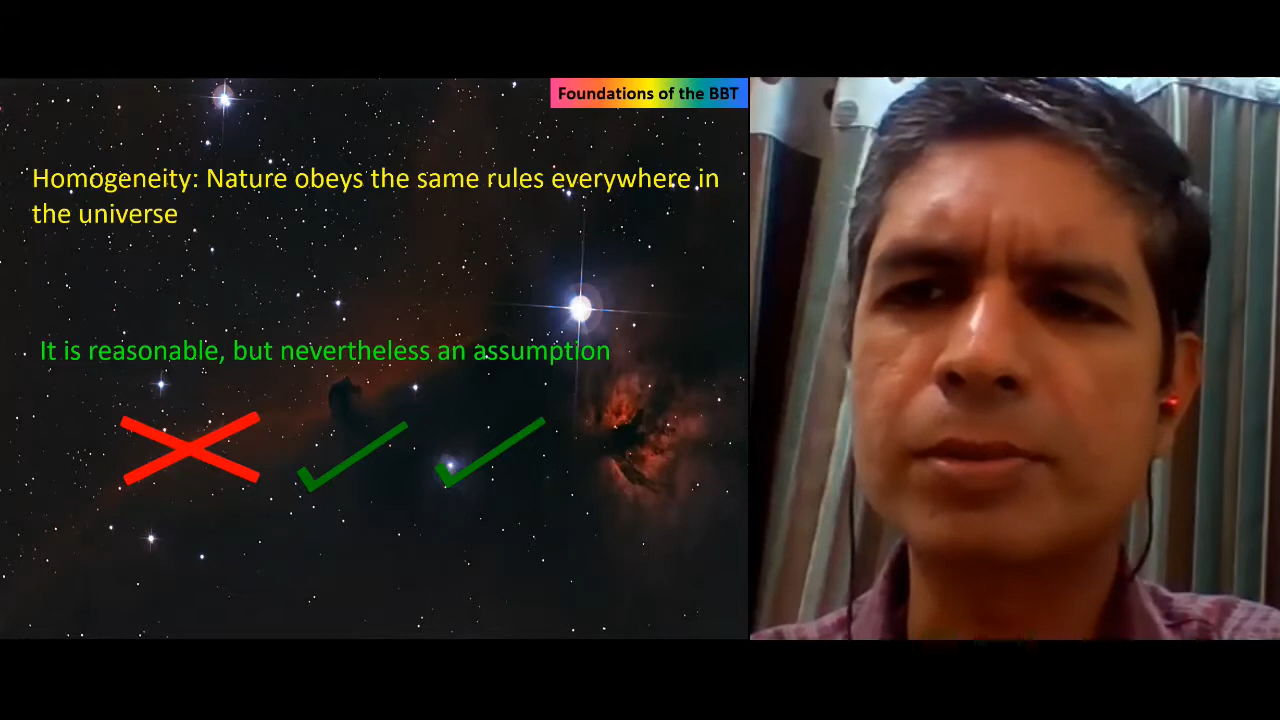 Foundations of the BBT
Homogeneity: Nature obeys the same rules everywhere in
the universe
It is reasonable, but nevertheless an assumption